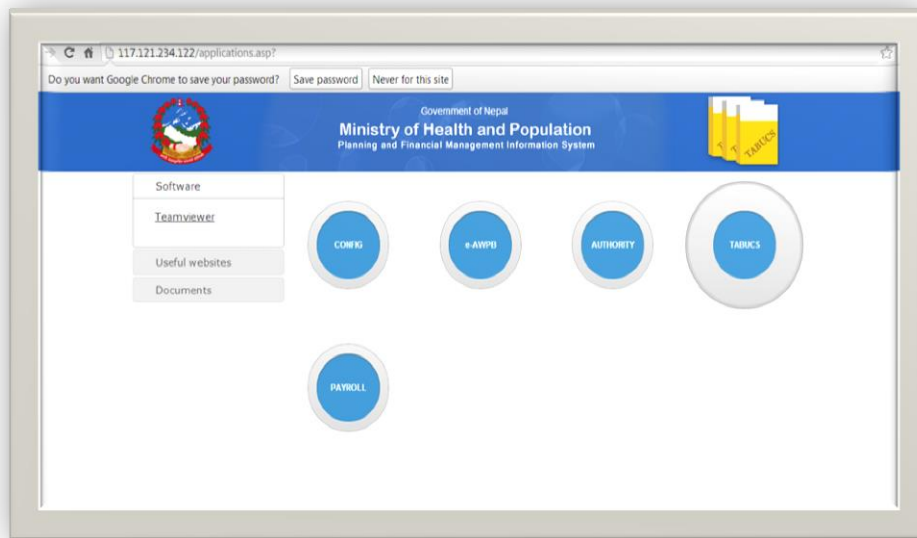 117.121.234.122/applications.asp?
Do you want Google Chrome to save your password? Save password Never for this site
Government of Nepal
Ministry of Health and Population
Planning and Financial Management Information System
TABUCS
Software
Teamviewer
Useful websites
Documents
CONFIG
e-AWPB
AUTHORITY
TABUCS
PAYROLL